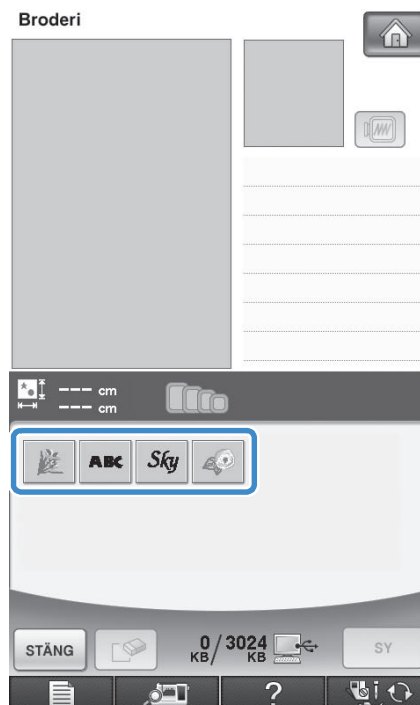 Broderi
--- cm
--- cm
ABC Sky
STÄNG 0 KB / 3024 KB SY
?